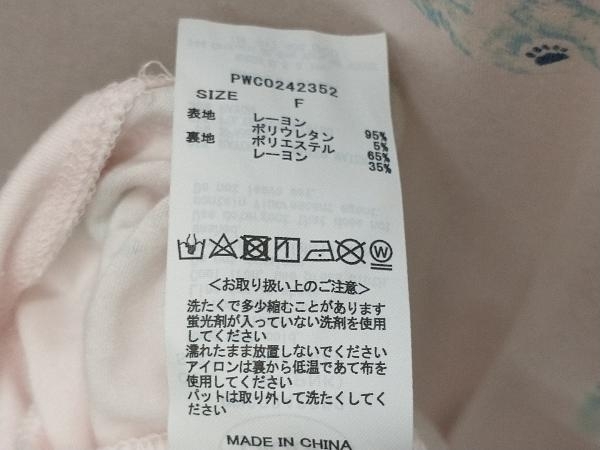 PWCO242352
SIZE F
表地 レーヨン 95%
ポリウレタン 5%
裏地 ポリエステル 65%
レーヨン 35%
W
<お取り扱い上のご注意>
洗たくで多少縮むことがあります
蛍光剤が入っていない洗剤を使用
してください
濡れたまま放置しないでください
アイロンは裏から低温であて布を
使用してください
パットは取り外して洗たくしてく
ださい
MADE IN CHINA